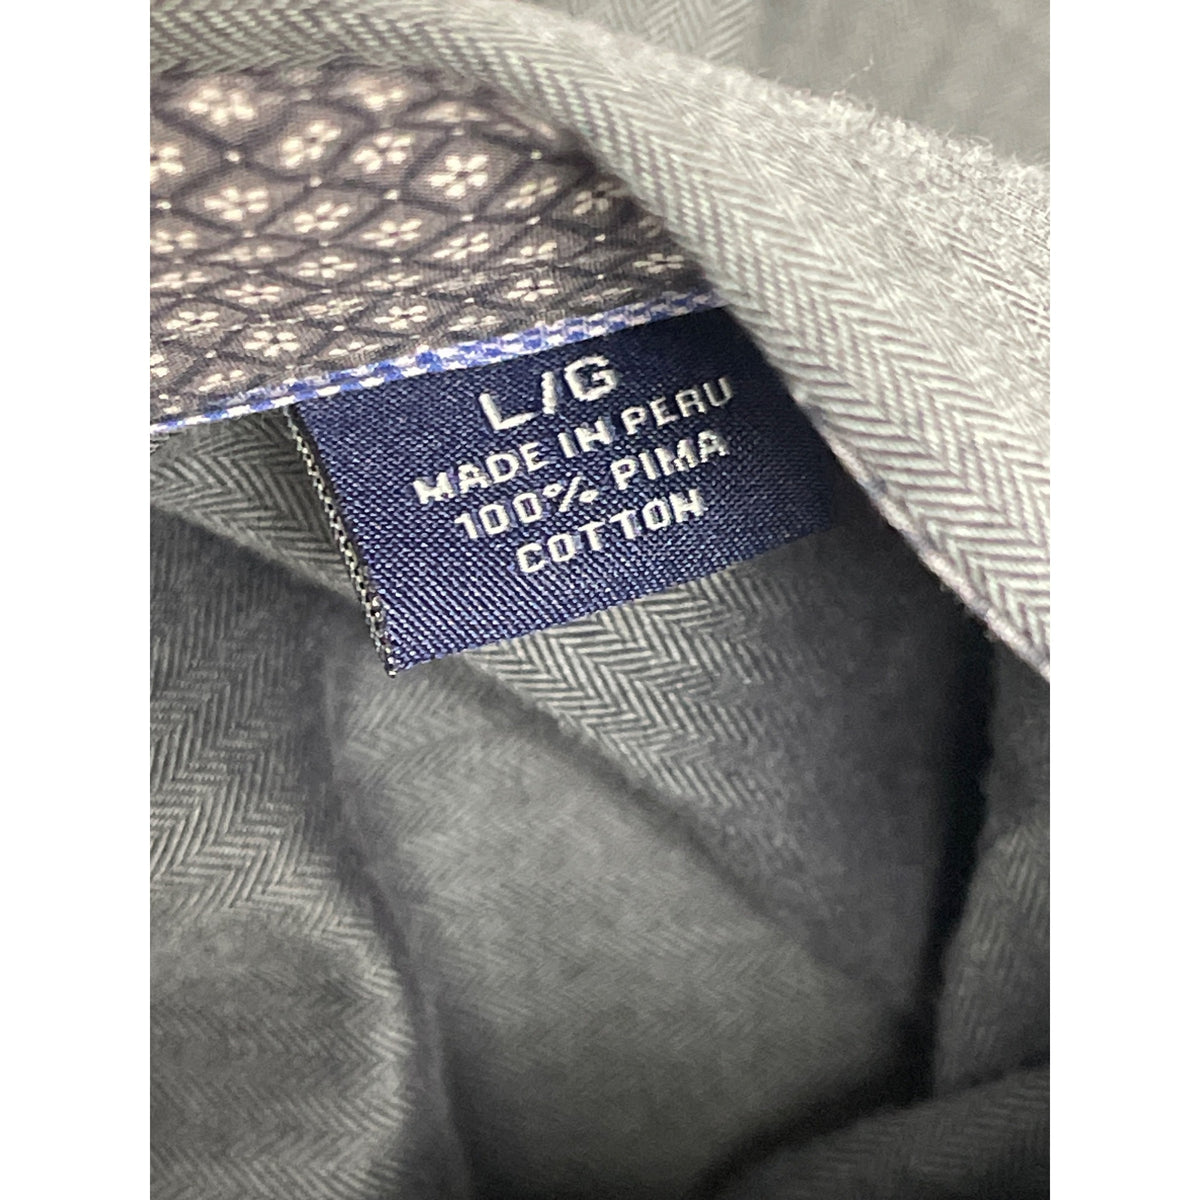 L/G
MADE IN PERU
100% PIMA
COTTON